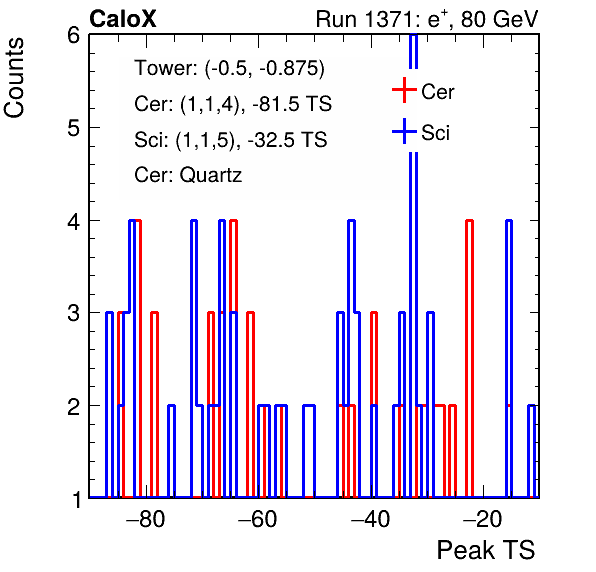 CaloX Run 1371: e⁺, 80 GeV
Counts
6
5
4
3
2
1
Tower: (-0.5, -0.875)
Cer: (1,1,4), -81.5 TS
Sci: (1,1,5), -32.5 TS
Cer: Quartz
Cer
Sci
−80 −60 −40 −20
Peak TS